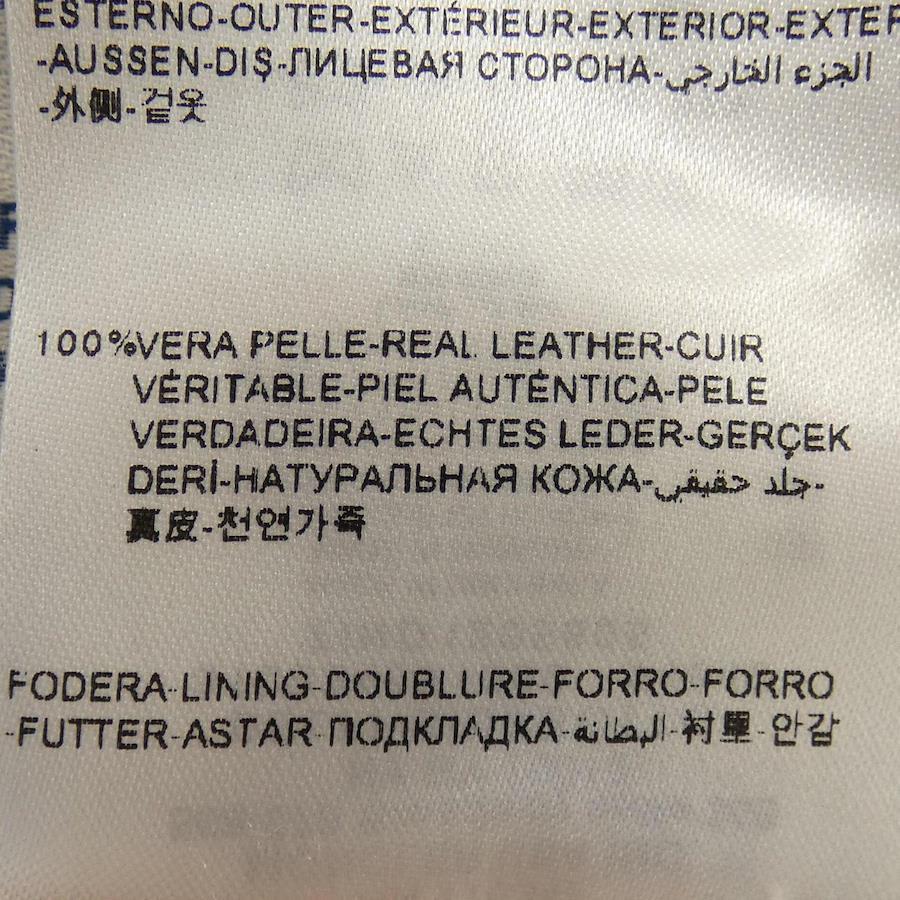 ESTERNO-OUTER-EXTÉRIEUR-EXTERIOR-EXTER
-AUSSEN-DIŞ-ЛИЦЕВАЯ СТОРОНА-الجزء الخارجي
-外側-겉옷
100%VERA PELLE-REAL LEATHER-CUIR
VÉRITABLE-PIEL AUTÉNTICA-PELE
VERDADEIRA-ECHTES LEDER-GERÇEK
DERİ-НАТУРАЛЬНАЯ КОЖА-جلد حقيقي-
真皮-천연가죽
FODERA-LINING-DOUBLURE-FORRO-FORRO
-FUTTER-ASTAR-ПОДКЛАДКА-البطانة-衬里-안감